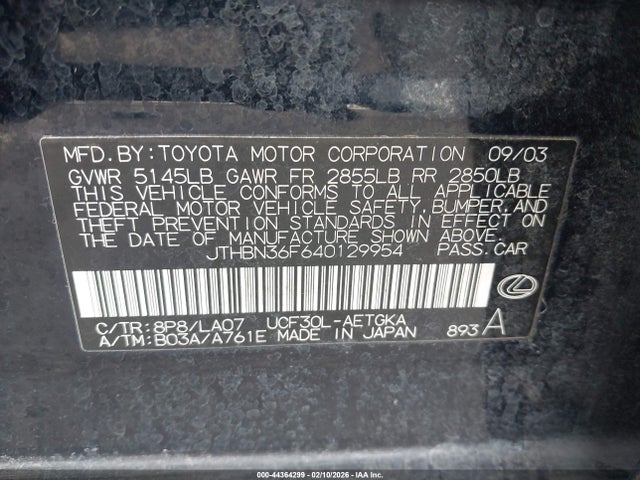 MFD.BY:TOYOTA MOTOR CORPORATION 09/03
GVWR 5145LB GAWR FR 2855LB RR 2850LB
THIS VEHICLE CONFORMS TO ALL APPLICABLE
FEDERAL MOTOR VEHICLE SAFETY,BUMPER,AND
THEFT PREVENTION STANDARDS IN EFFECT ON
THE DATE OF MANUFACTURE SHOWN ABOVE.
JTHBN36F640129954 PASS.CAR
C/TR:8P8/LA07 UCF30L-AETGKA
A/TM:B03A/A761E MADE IN JAPAN 893 A
000-44364299 - 02/10/2026 - IAA Inc.